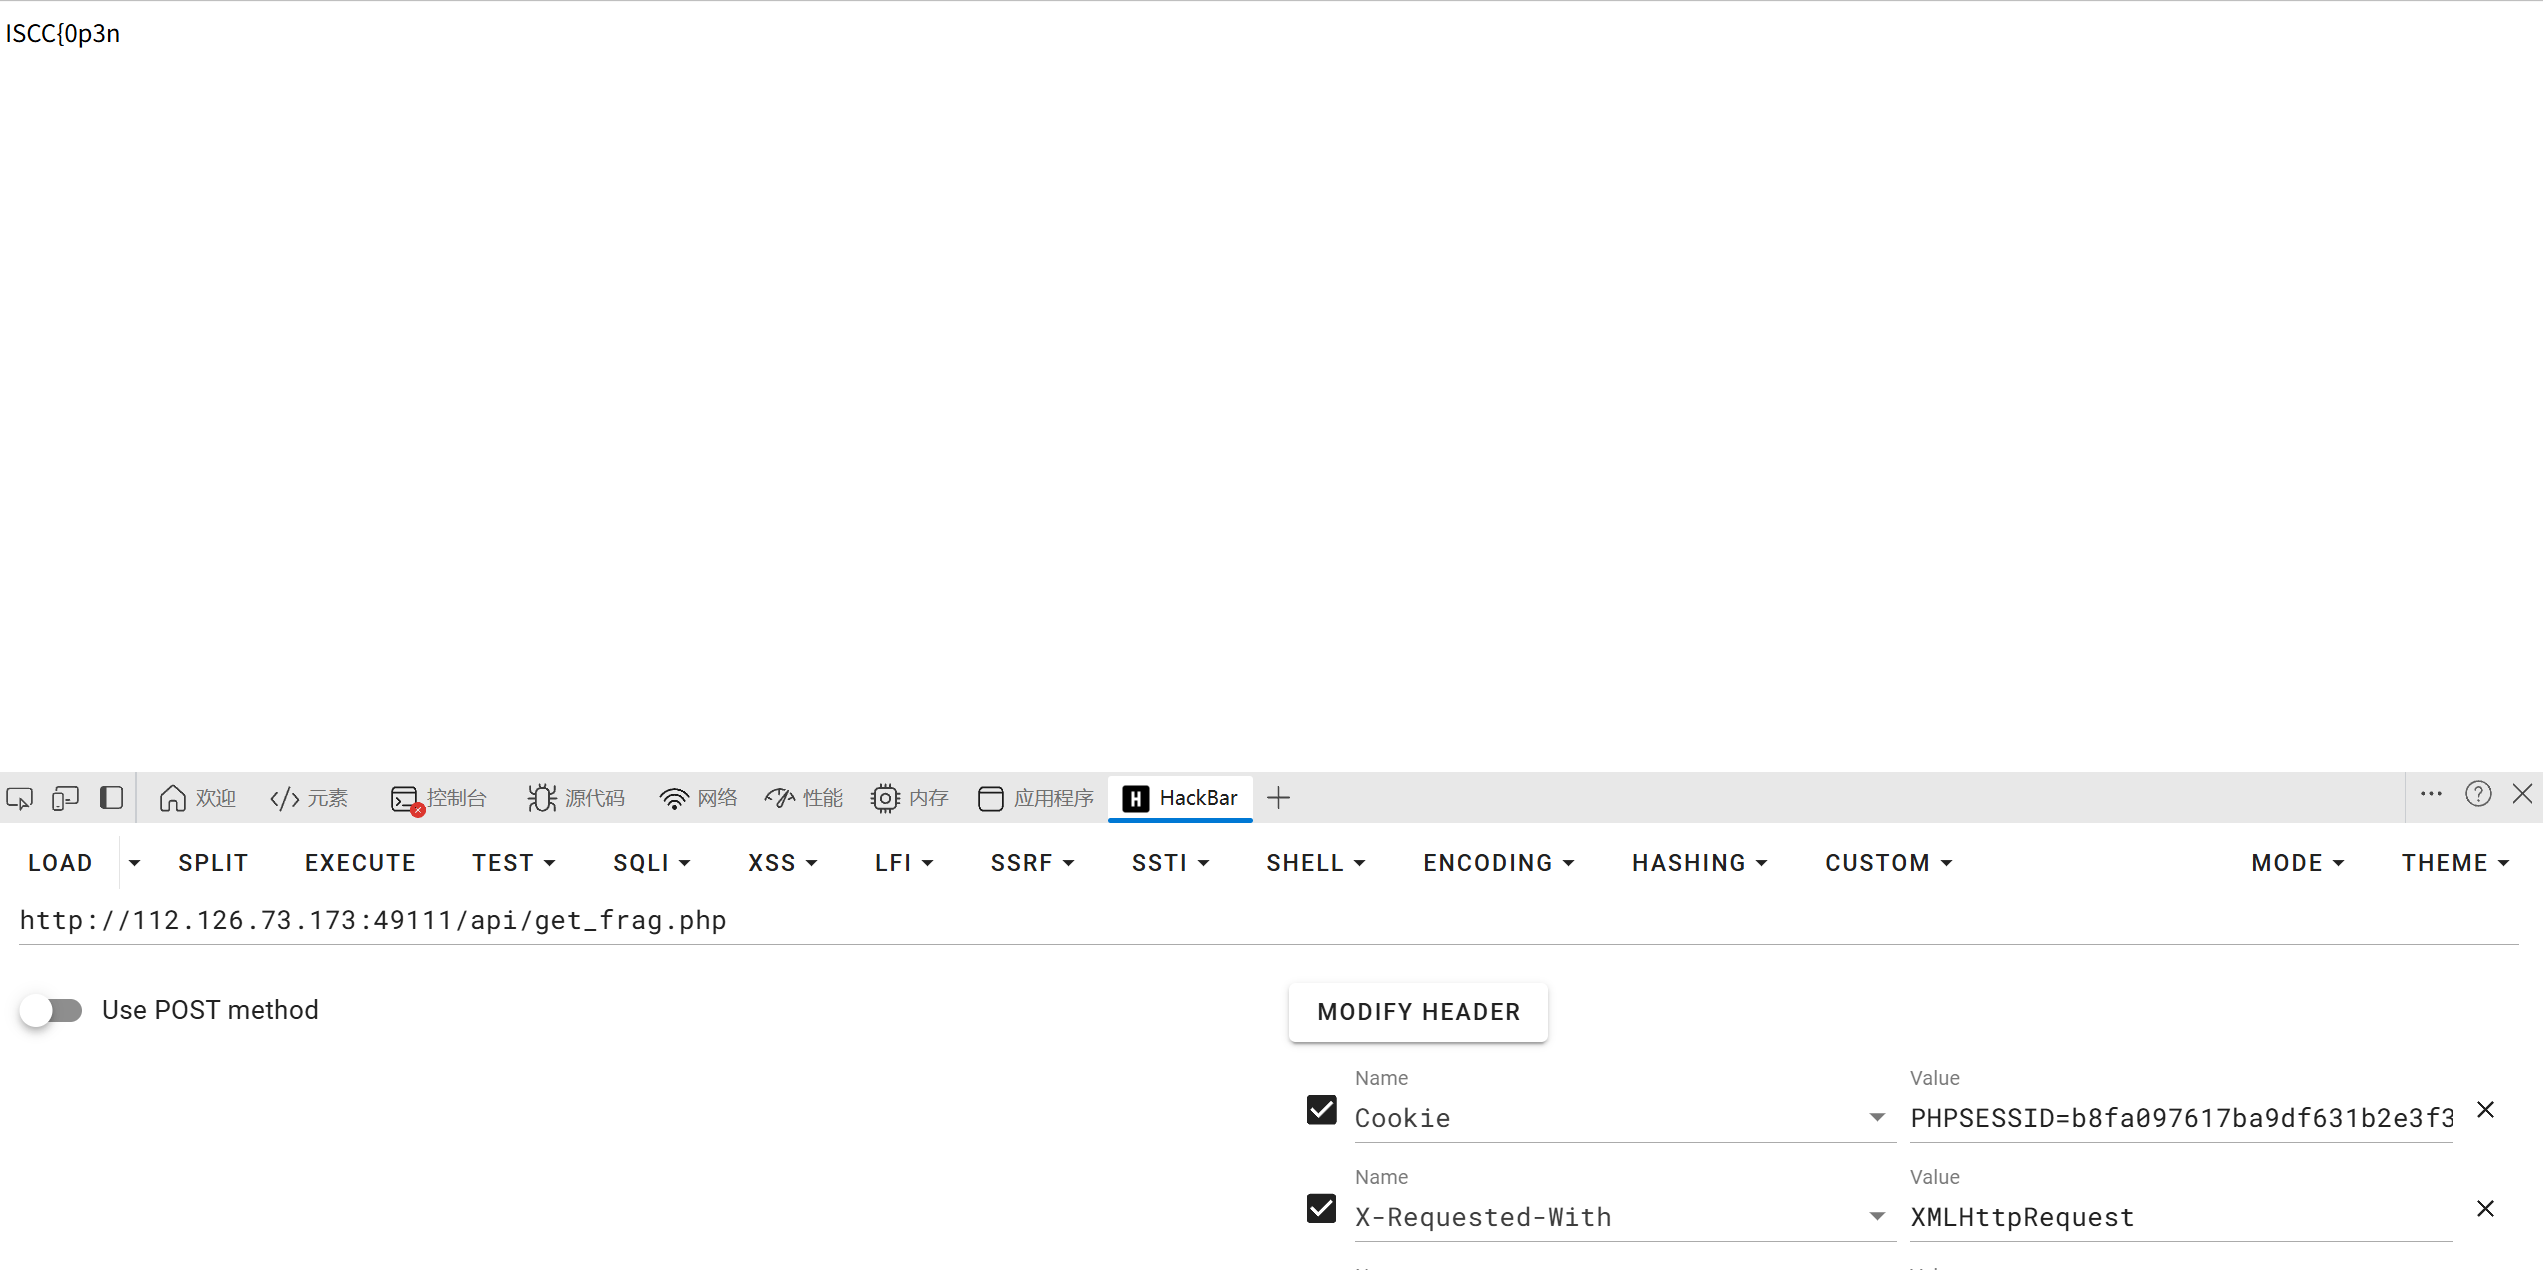 ISCC{0p3n
欢迎 元素 控制台 源代码 网络 性能 内存 应用程序 HackBar
LOAD SPLIT EXECUTE TEST SQLI XSS LFI SSRF SSTI SHELL ENCODING HASHING CUSTOM MODE THEME
http://112.126.73.173:49111/api/get_frag.php
Use POST method
MODIFY HEADER
Name Value
Cookie PHPSESSID=b8fa097617ba9df631b2e3f3
Name Value
X-Requested-With XMLHttpRequest